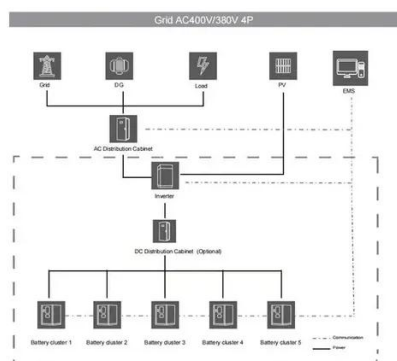 Grid AC400V/380V 4P
Grid
DG
Load
PV
EMS
AC Distribution Cabinet
Inverter
DC Distribution Cabinet (Optional)
Battery cluster 1
Battery cluster 2
Battery cluster 3
Battery cluster 4
Battery cluster 5
Communication
Power